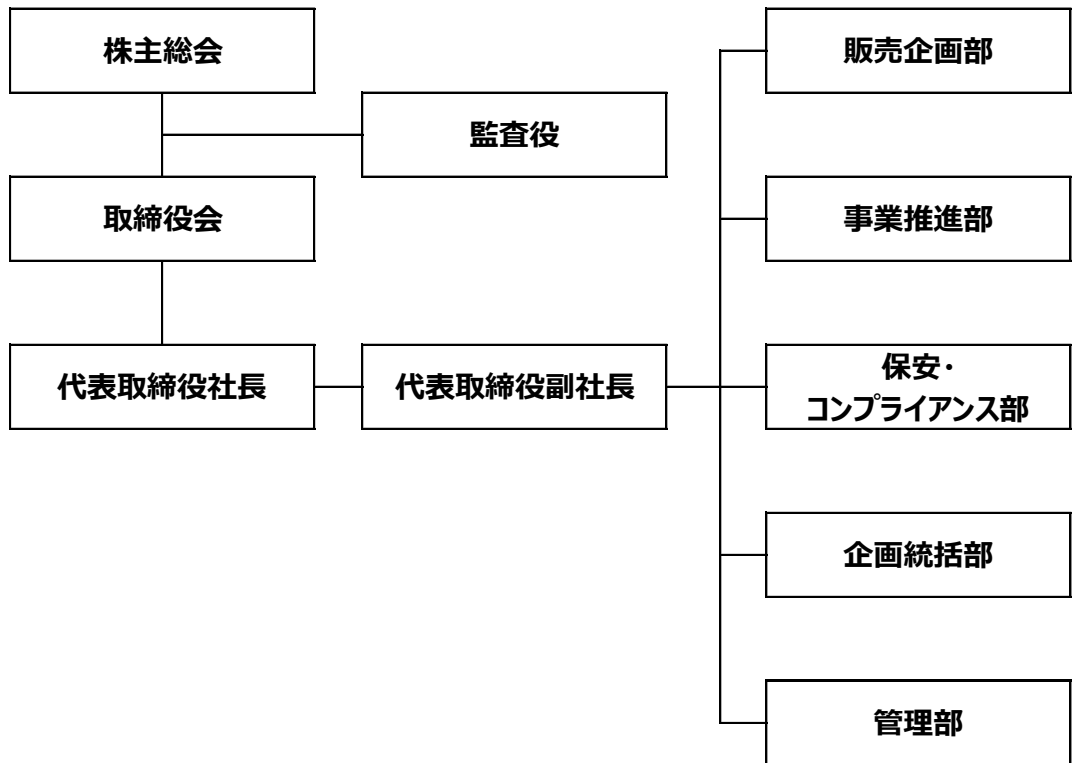 株主総会
監査役
取締役会
代表取締役社長
代表取締役副社長
販売企画部
事業推進部
保安・
コンプライアンス部
企画統括部
管理部